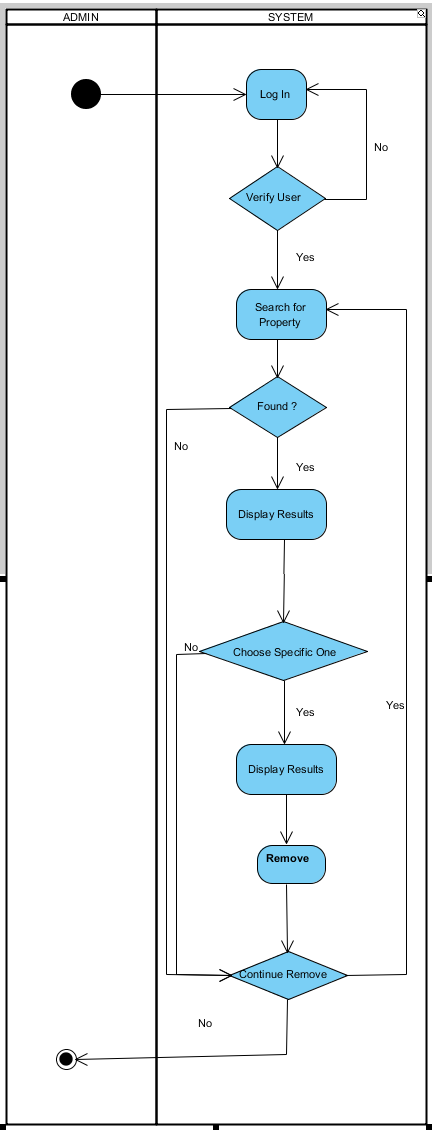 ADMIN
SYSTEM
Log In
No
Verify User
Yes
Search for
Property
Found ?
No
Yes
Display Results
No
Choose Specific One
Yes
Yes
Display Results
Remove
Continue Remove
No